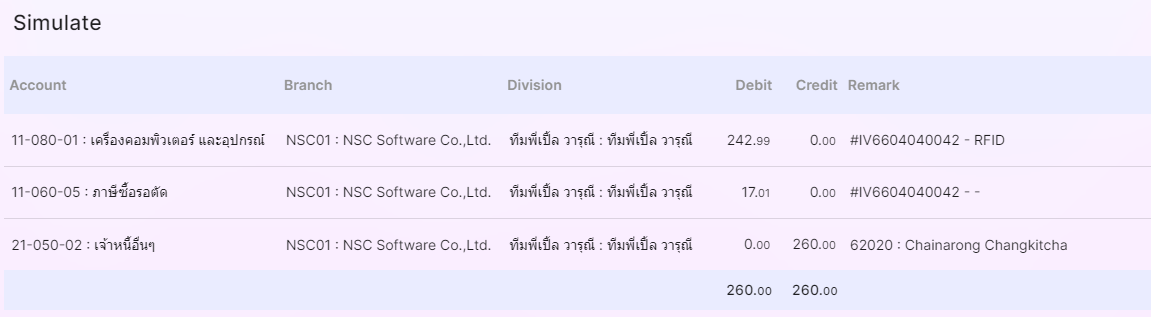 Simulate
Account Branch Division Debit Credit Remark
11-080-01 : เครื่องคอมพิวเตอร์ และอุปกรณ์ NSC01 : NSC Software Co.,Ltd. ทีมพี่เปิ้ล วารุณี : ทีมพี่เปิ้ล วารุณี 242.99 0.00 #IV6604040042 - RFID
11-060-05 : ภาษีซื้อรอตัด NSC01 : NSC Software Co.,Ltd. ทีมพี่เปิ้ล วารุณี : ทีมพี่เปิ้ล วารุณี 17.01 0.00 #IV6604040042 - -
21-050-02 : เจ้าหนี้อื่นๆ NSC01 : NSC Software Co.,Ltd. ทีมพี่เปิ้ล วารุณี : ทีมพี่เปิ้ล วารุณี 0.00 260.00 62020 : Chainarong Changkitcha
260.00 260.00